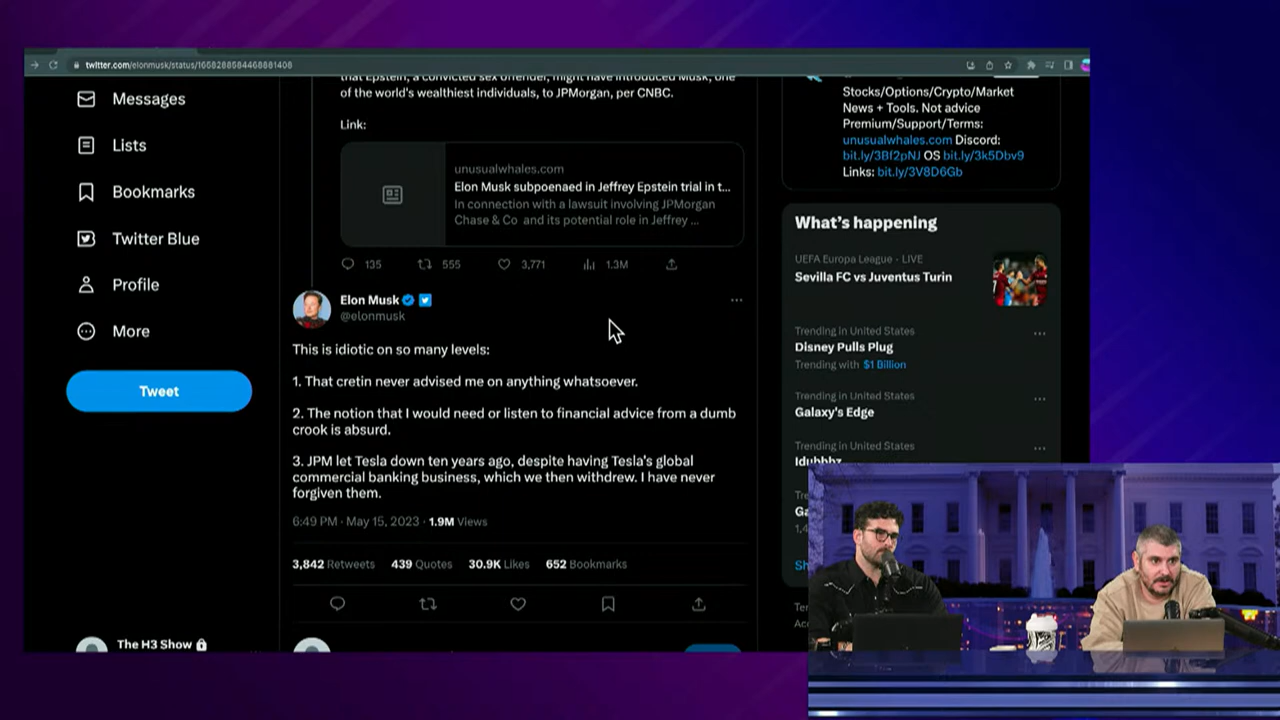 twitter.com/elonmusk/status/1658288584468881408
Messages
Lists
Bookmarks
Twitter Blue
Profile
More
Tweet
The H3 Show
that Epstein, a convicted sex offender, might have introduced Musk, one
of the world's wealthiest individuals, to JPMorgan, per CNBC.
Link:
unusualwhales.com
Elon Musk subpoenaed in Jeffrey Epstein trial in t...
In connection with a lawsuit involving JPMorgan
Chase & Co and its potential role in Jeffrey ...
135 555 3,771 1.3M
Elon Musk
@elonmusk
This is idiotic on so many levels:
1. That cretin never advised me on anything whatsoever.
2. The notion that I would need or listen to financial advice from a dumb
crook is absurd.
3. JPM let Tesla down ten years ago, despite having Tesla's global
commercial banking business, which we then withdrew. I have never
forgiven them.
6:49 PM · May 15, 2023 · 1.9M Views
3,842 Retweets 439 Quotes 30.9K Likes 652 Bookmarks
Stocks/Options/Crypto/Market
News + Tools. Not advice
Premium/Support/Terms:
unusualwhales.com Discord:
bit.ly/3Bf2pNJ OS bit.ly/3k5Dbv9
Links: bit.ly/3V8D6Gb
What's happening
UEFA Europa League · LIVE
Sevilla FC vs Juventus Turin
Trending in United States
Disney Pulls Plug
Trending with $1 Billion
Trending in United States
Galaxy's Edge
Trending in United States
Idubbbz